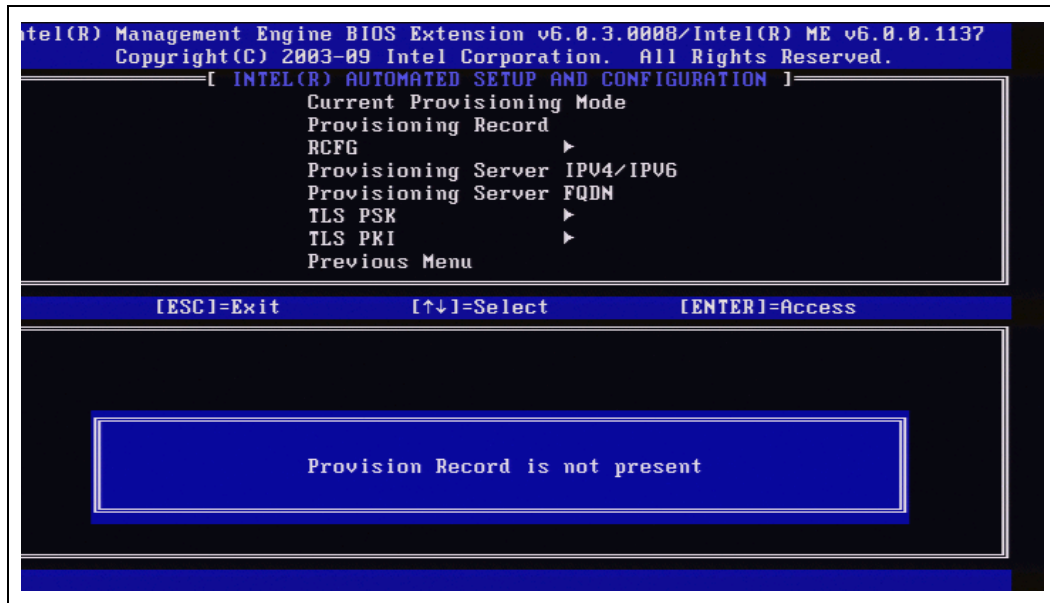 ntel(R) Management Engine BIOS Extension v6.0.3.0008/Intel(R) ME v6.0.0.1137
Copyright(C) 2003-09 Intel Corporation. All Rights Reserved.
[ INTEL(R) AUTOMATED SETUP AND CONFIGURATION ]
Current Provisioning Mode
Provisioning Record
RCFG ►
Provisioning Server IPV4/IPV6
Provisioning Server FQDN
TLS PSK ►
TLS PKI ►
Previous Menu
[ESC]=Exit [↑↓]=Select [ENTER]=Access
Provision Record is not present